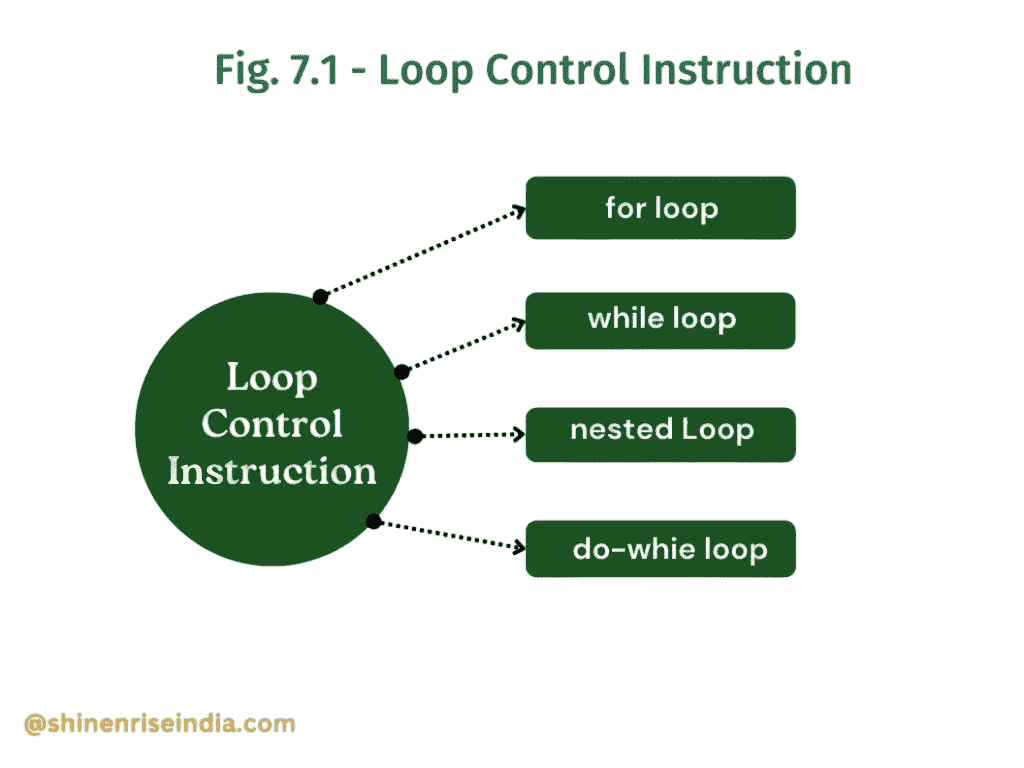 Fig. 7.1 - Loop Control Instruction
for loop
while loop
Loop
Control
Instruction
nested Loop
do-whie loop
@shinenriseindia.com